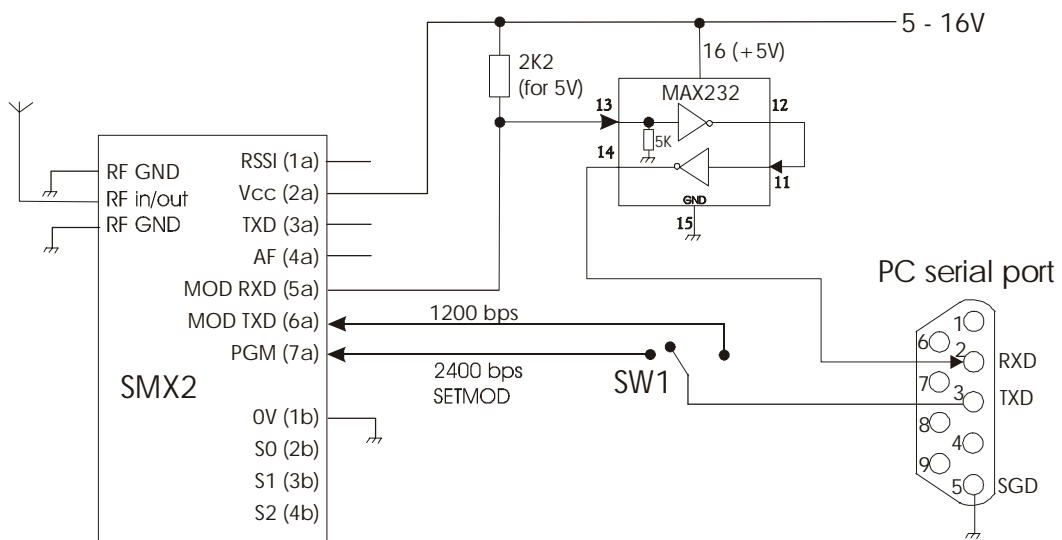 5 - 16V
2K2
(for 5V)
16 (+5V)
MAX232
13
12
5K
14
11
GND
15
RF GND
RF in/out
RF GND
RSSI (1a)
Vcc (2a)
TXD (3a)
AF (4a)
MOD RXD (5a)
MOD TXD (6a)
PGM (7a)
SMX2
0V (1b)
S0 (2b)
S1 (3b)
S2 (4b)
1200 bps
2400 bps
SETMOD
SW1
PC serial port
1
6
2
RXD
7
3
TXD
8
4
9
5
SGD